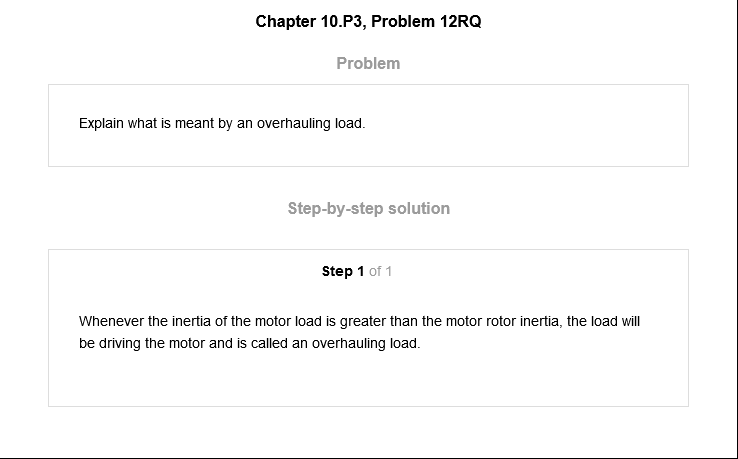 Chapter 10.P3, Problem 12RQ
Problem
Explain what is meant by an overhauling load.
Step-by-step solution
Step 1 of 1
Whenever the inertia of the motor load is greater than the motor rotor inertia, the load will
be driving the motor and is called an overhauling load.